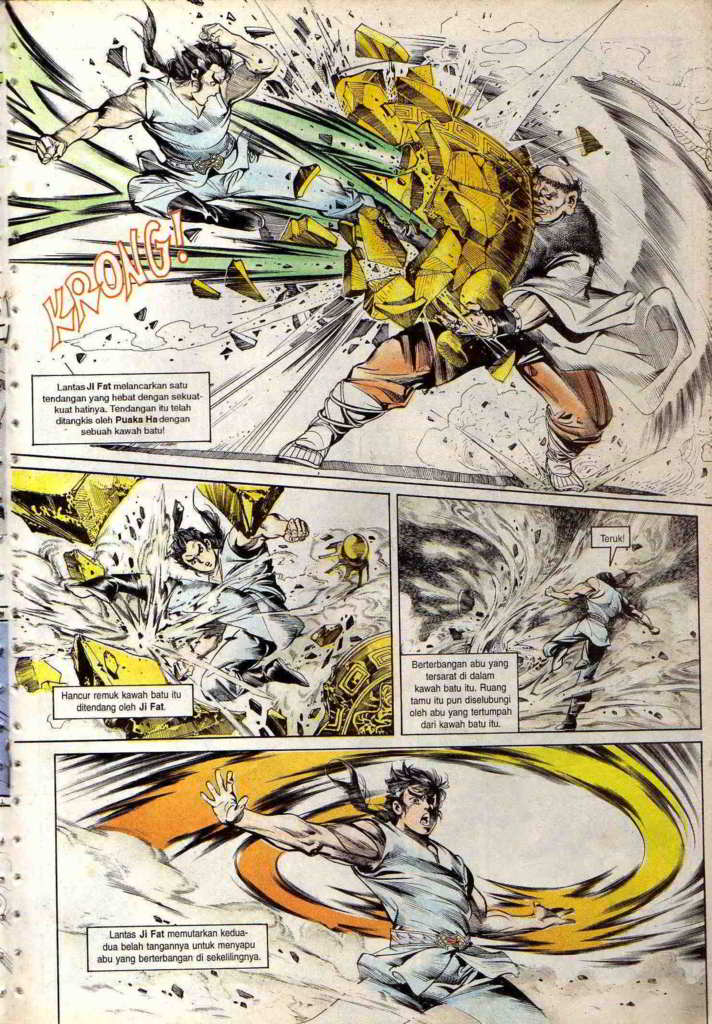 KRONG!
Lantas Ji Fat melancarkan satu
tendangan yang hebat dengan sekuat-
kuat hatinya. Tendangan itu telah
ditangkis oleh Puaka Ha dengan
sebuah kawah batu!
Hancur remuk kawah batu itu
ditendang oleh Ji Fat.
Teruk!
Berterbangan abu yang
tersarat di dalam
kawah batu itu. Ruang
tamu itu pun diselubungi
oleh abu yang tertumpah
dari kawah batu itu.
Lantas Ji Fat memutarkan kedua-
dua belah tangannya untuk menyapu
abu yang berterbangan di sekelilingnya.